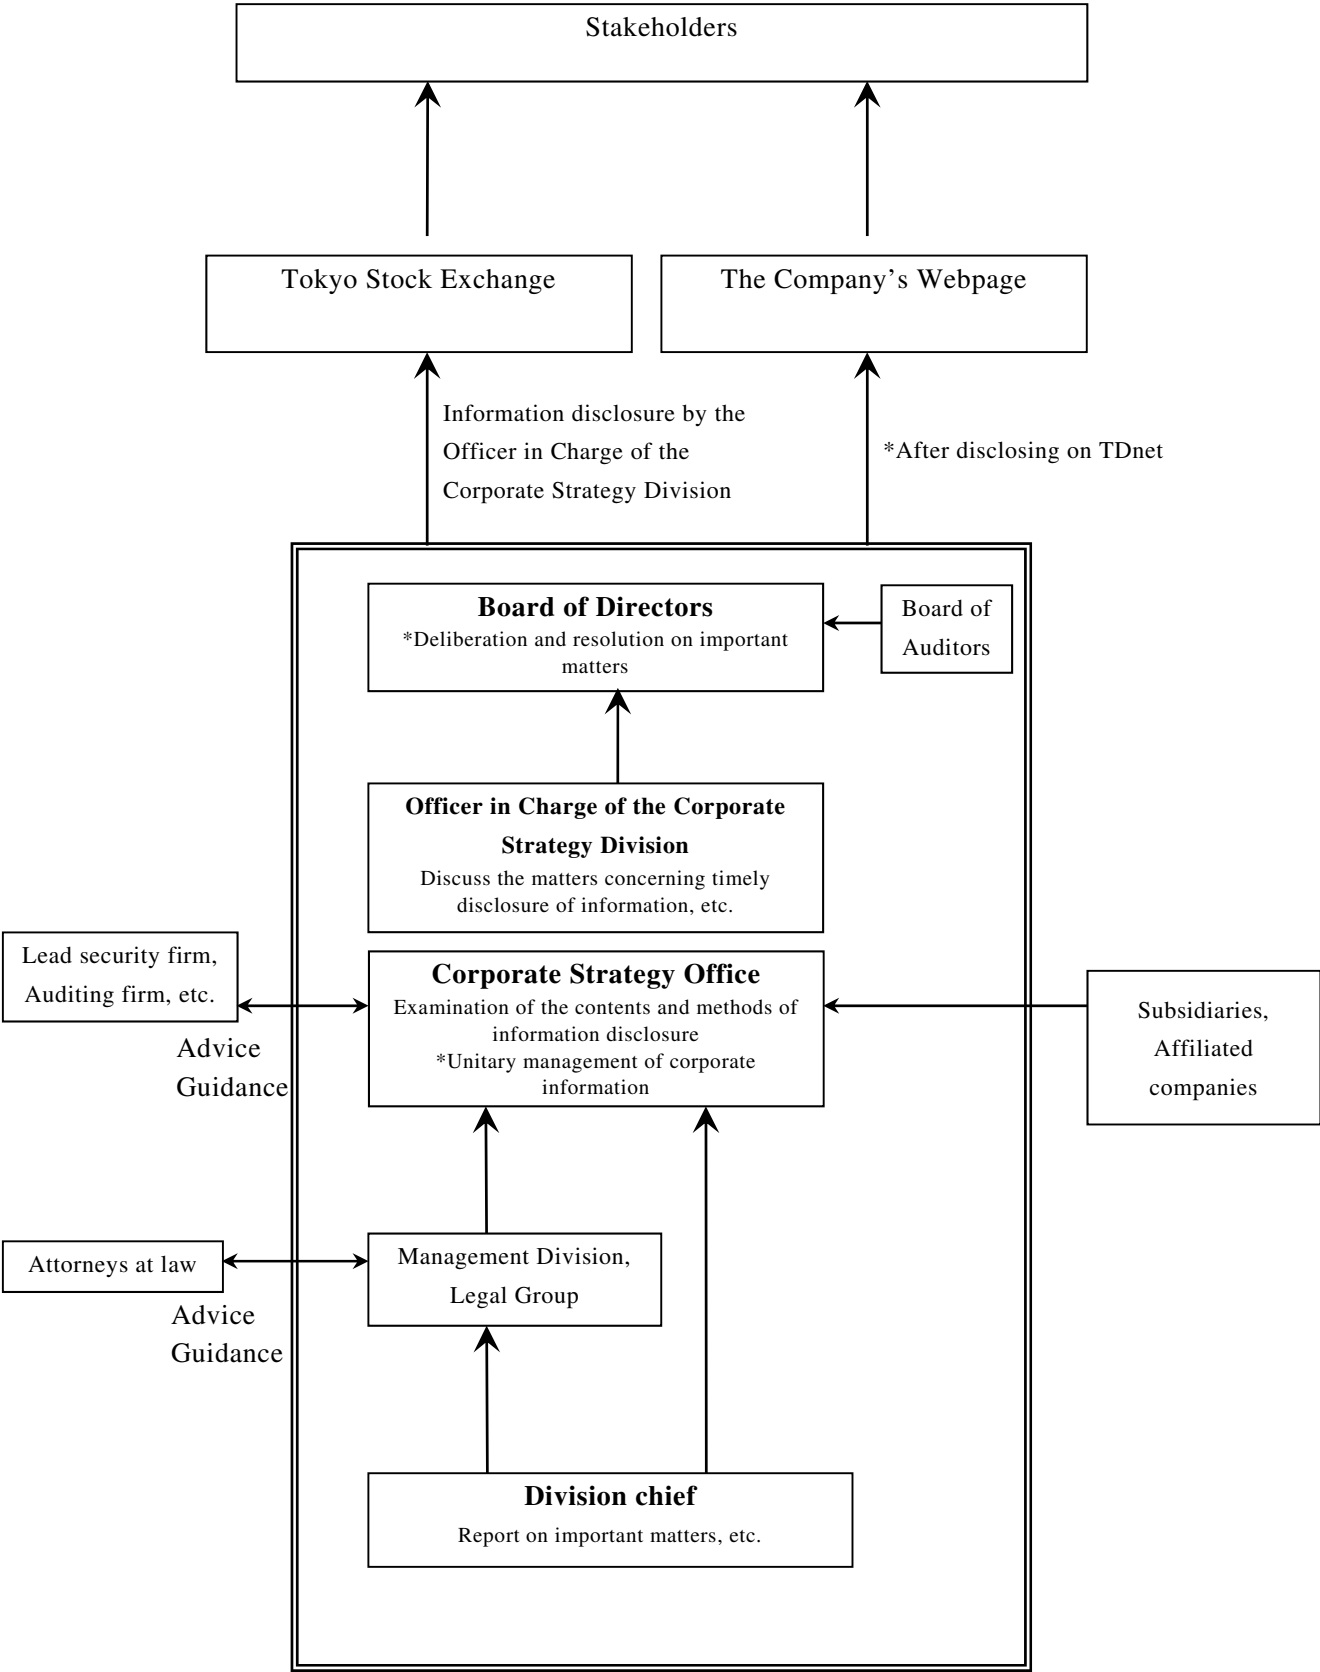 Stakeholders
Tokyo Stock Exchange
The Company’s Webpage
Information disclosure by the
Officer in Charge of the
Corporate Strategy Division
*After disclosing on TDnet
Board of Directors
*Deliberation and resolution on important
matters
Board of
Auditors
Officer in Charge of the Corporate
Strategy Division
Discuss the matters concerning timely
disclosure of information, etc.
Lead security firm,
Auditing firm, etc.
Advice
Guidance
Corporate Strategy Office
Examination of the contents and methods of
information disclosure
*Unitary management of corporate
information
Subsidiaries,
Affiliated
companies
Attorneys at law
Advice
Guidance
Management Division,
Legal Group
Division chief
Report on important matters, etc.